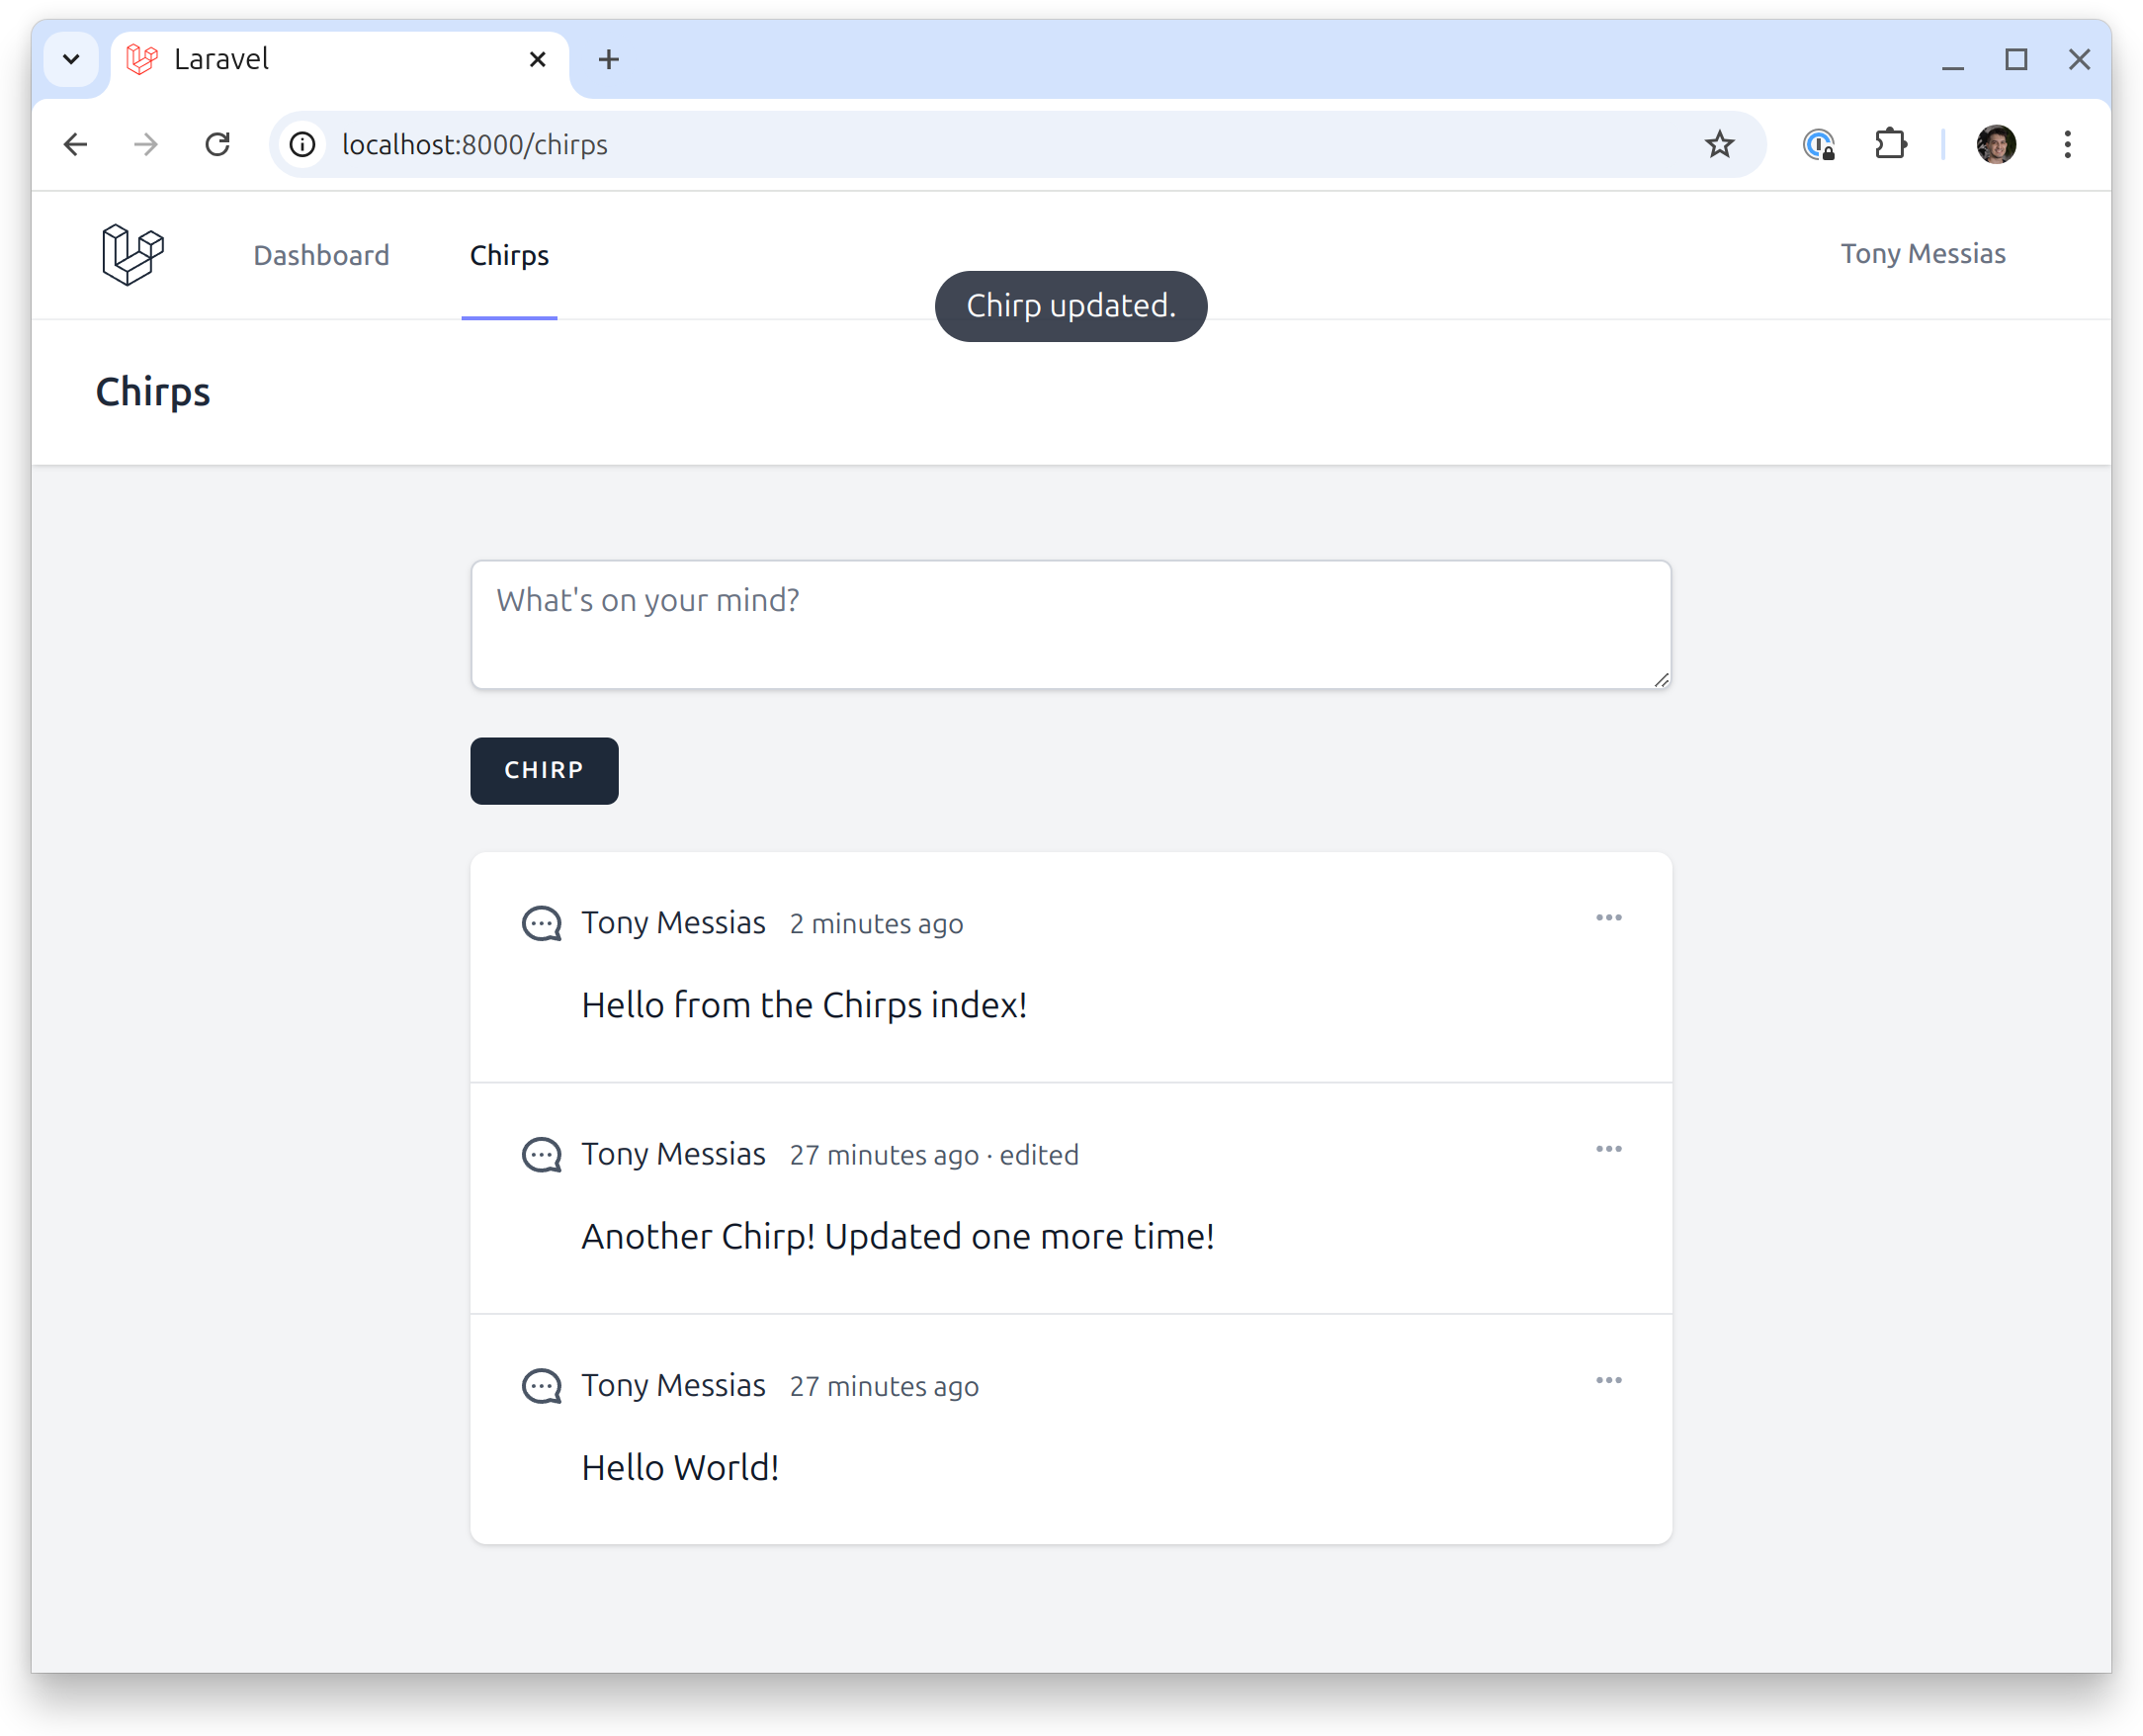 Laravel
localhost:8000/chirps
Dashboard
Chirps
Tony Messias
Chirp updated.
Chirps
What's on your mind?
CHIRP
Tony Messias 2 minutes ago
Hello from the Chirps index!
Tony Messias 27 minutes ago · edited
Another Chirp! Updated one more time!
Tony Messias 27 minutes ago
Hello World!